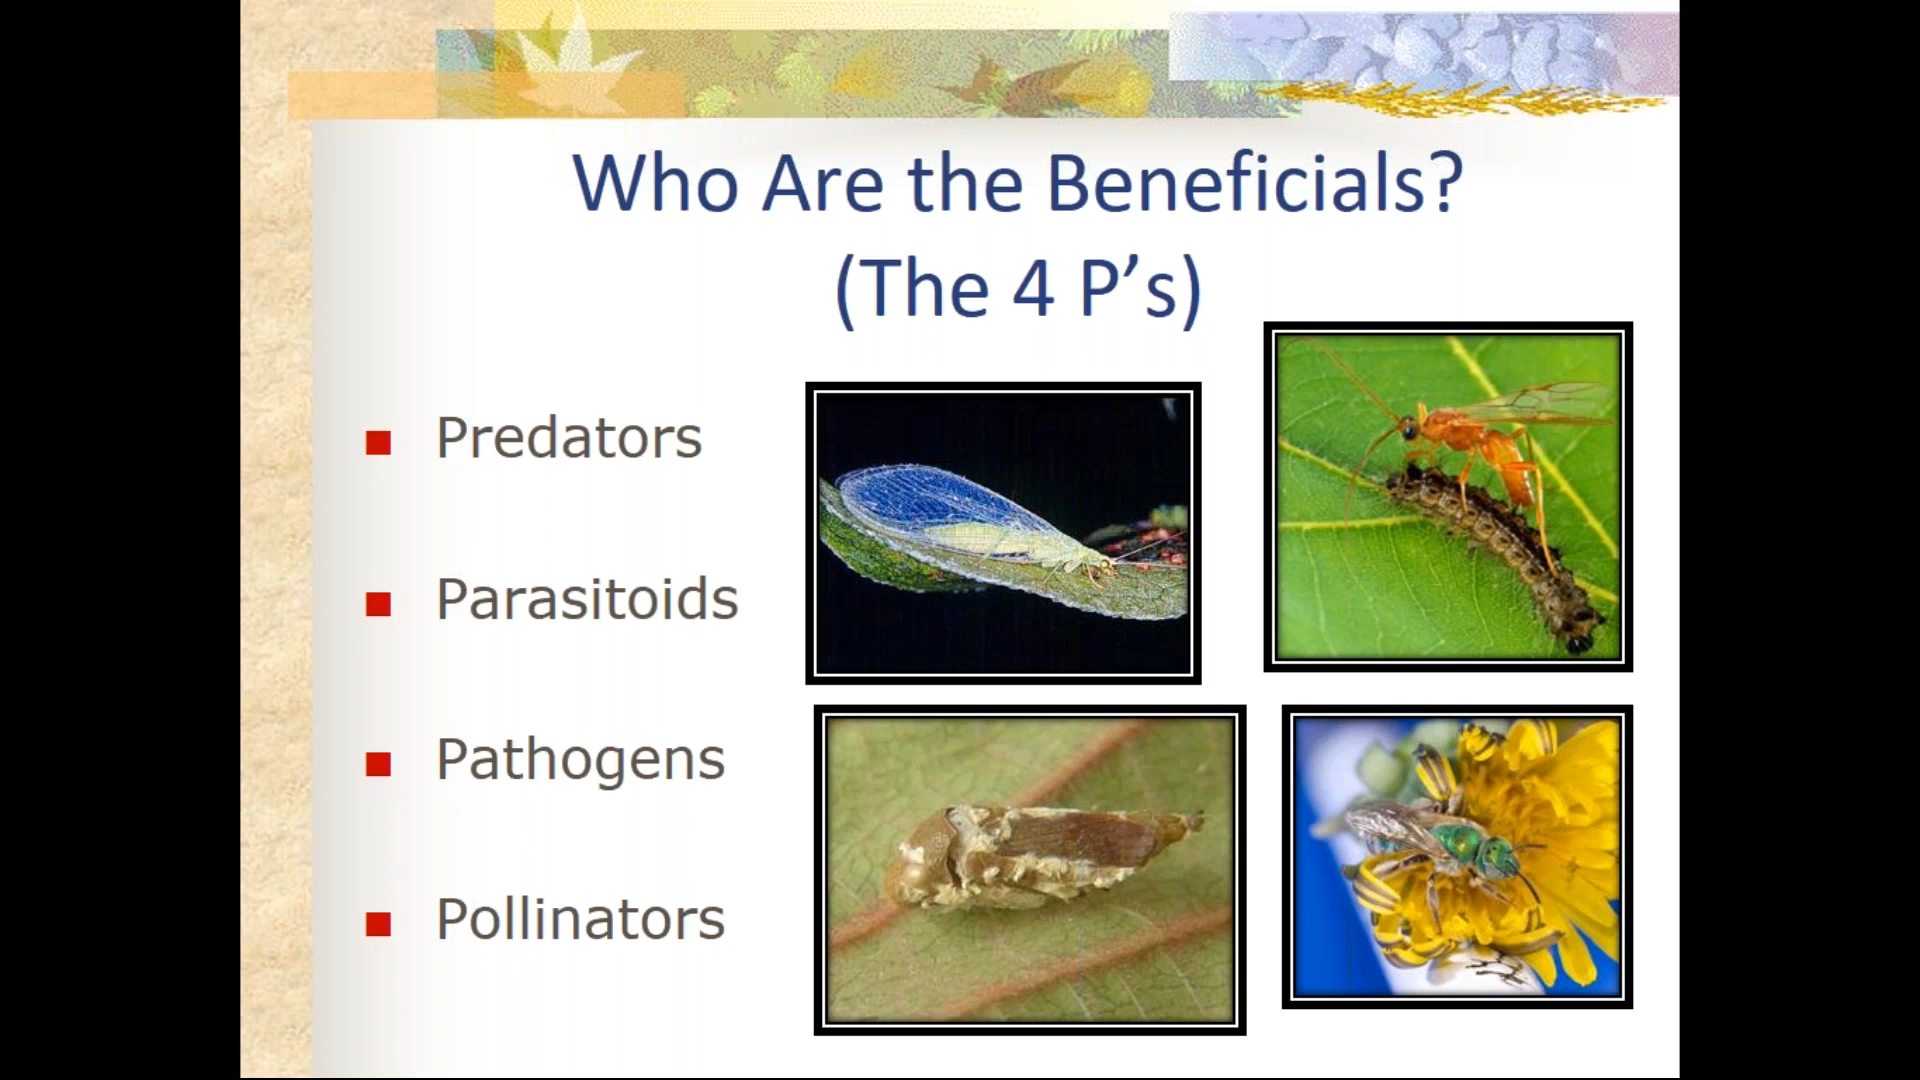 Who Are the Beneficials?
(The 4 P’s)
Predators
Parasitoids
Pathogens
Pollinators